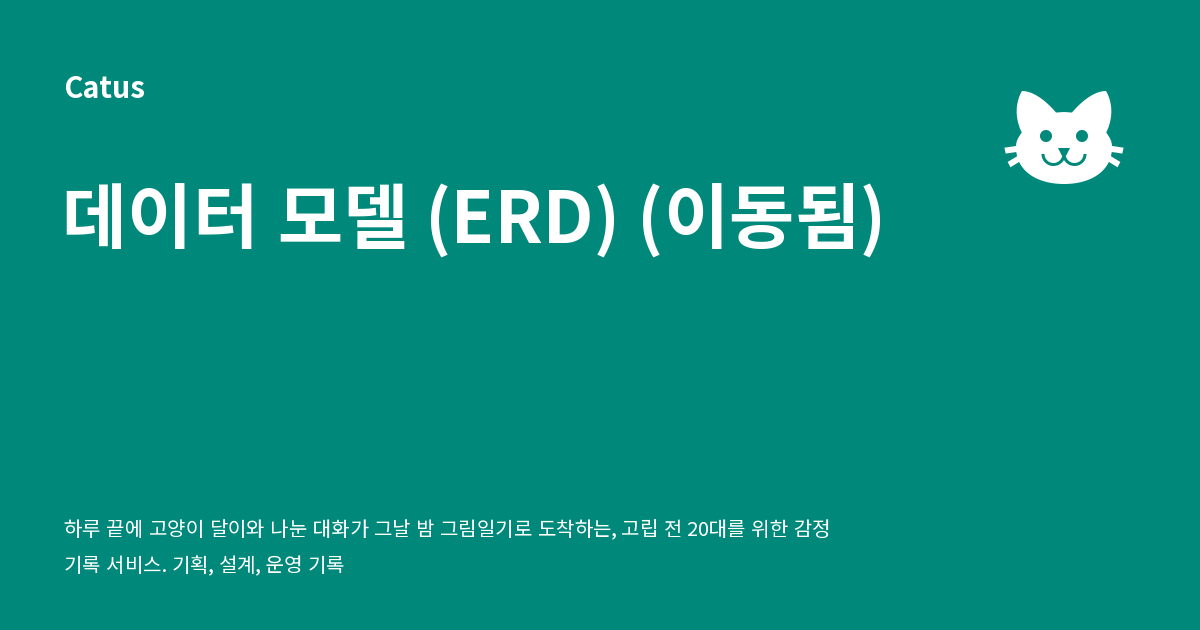 Catus
데이터 모델 (ERD) (이동됨)
하루 끝에 고양이 달이와 나눈 대화가 그날 밤 그림일기로 도착하는, 고립 전 20대를 위한 감정
기록 서비스. 기획, 설계, 운영 기록